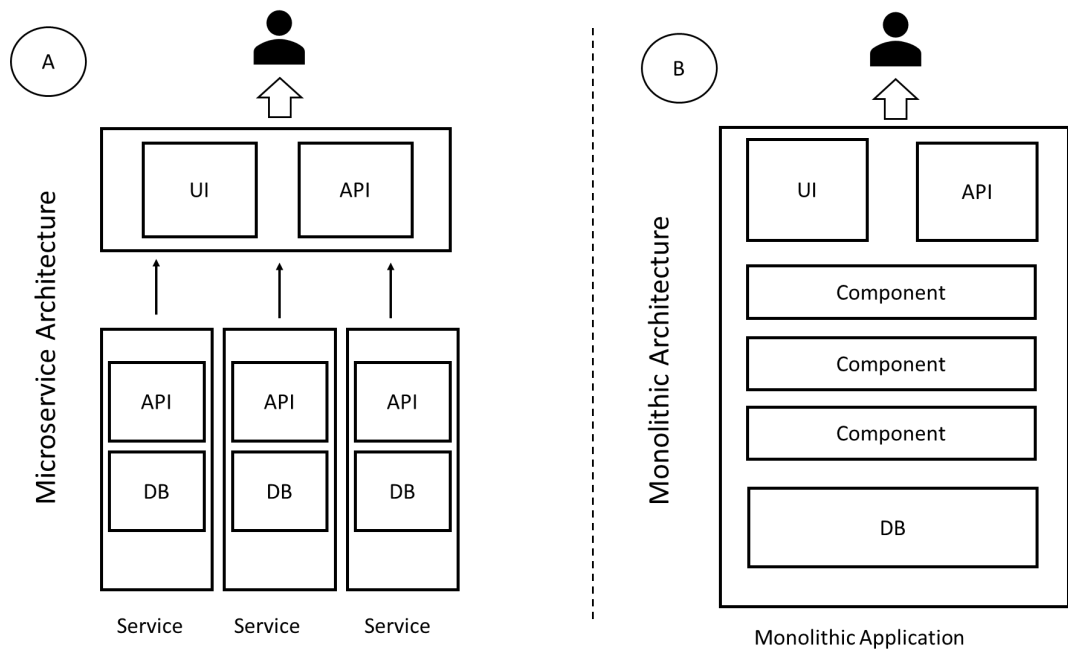 A
Microservice Architecture
UI
API
API
API
API
DB
DB
DB
Service
Service
Service
B
Monolithic Architecture
UI
API
Component
Component
Component
DB
Monolithic Application